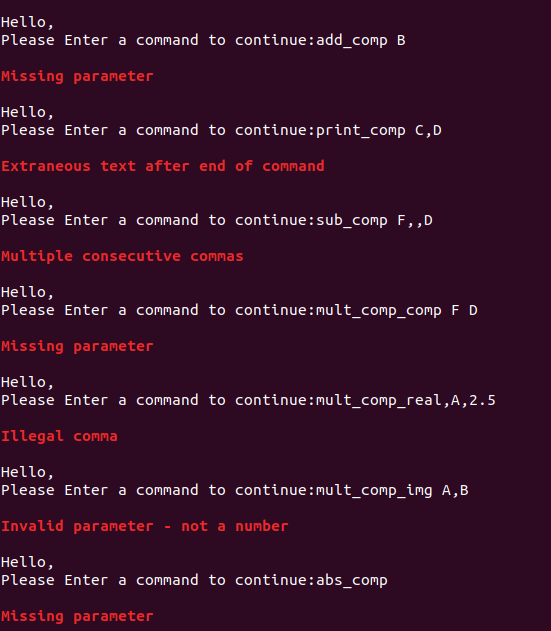 Hello,
Please Enter a command to continue:add_comp B
Missing parameter
Hello,
Please Enter a command to continue:print_comp C,D
Extraneous text after end of command
Hello,
Please Enter a command to continue:sub_comp F,,D
Multiple consecutive commas
Hello,
Please Enter a command to continue:mult_comp_comp F D
Missing parameter
Hello,
Please Enter a command to continue:mult_comp_real,A,2.5
Illegal comma
Hello,
Please Enter a command to continue:mult_comp_img A,B
Invalid parameter - not a number
Hello,
Please Enter a command to continue:abs_comp
Missing parameter